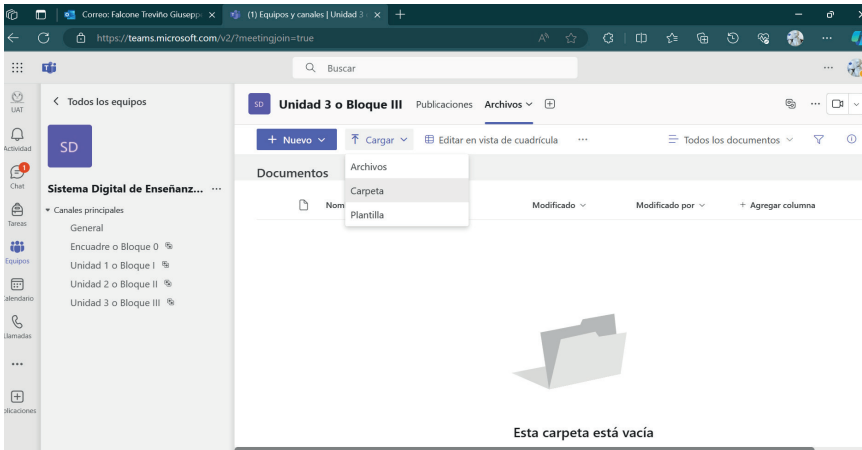 Correo: Falcone Treviño Giusepp
(1) Equipos y canales | Unidad 3
https://teams.microsoft.com/v2/?meetingjoin=true
Buscar
UAT
Actividad
1
Chat
Tareas
Equipos
Calendario
Llamadas
plicaciones
Todos los equipos
SD
Sistema Digital de Enseñanz... ...
Canales principales
General
Encuadre o Bloque 0
Unidad 1 o Bloque I
Unidad 2 o Bloque II
Unidad 3 o Bloque III
SD Unidad 3 o Bloque III Publicaciones Archivos
+ Nuevo Cargar Editar en vista de cuadrícula ... Todos los documentos
Archivos
Carpeta
Plantilla
Documentos
Nom Modificado Modificado por + Agregar columna
Esta carpeta está vacía